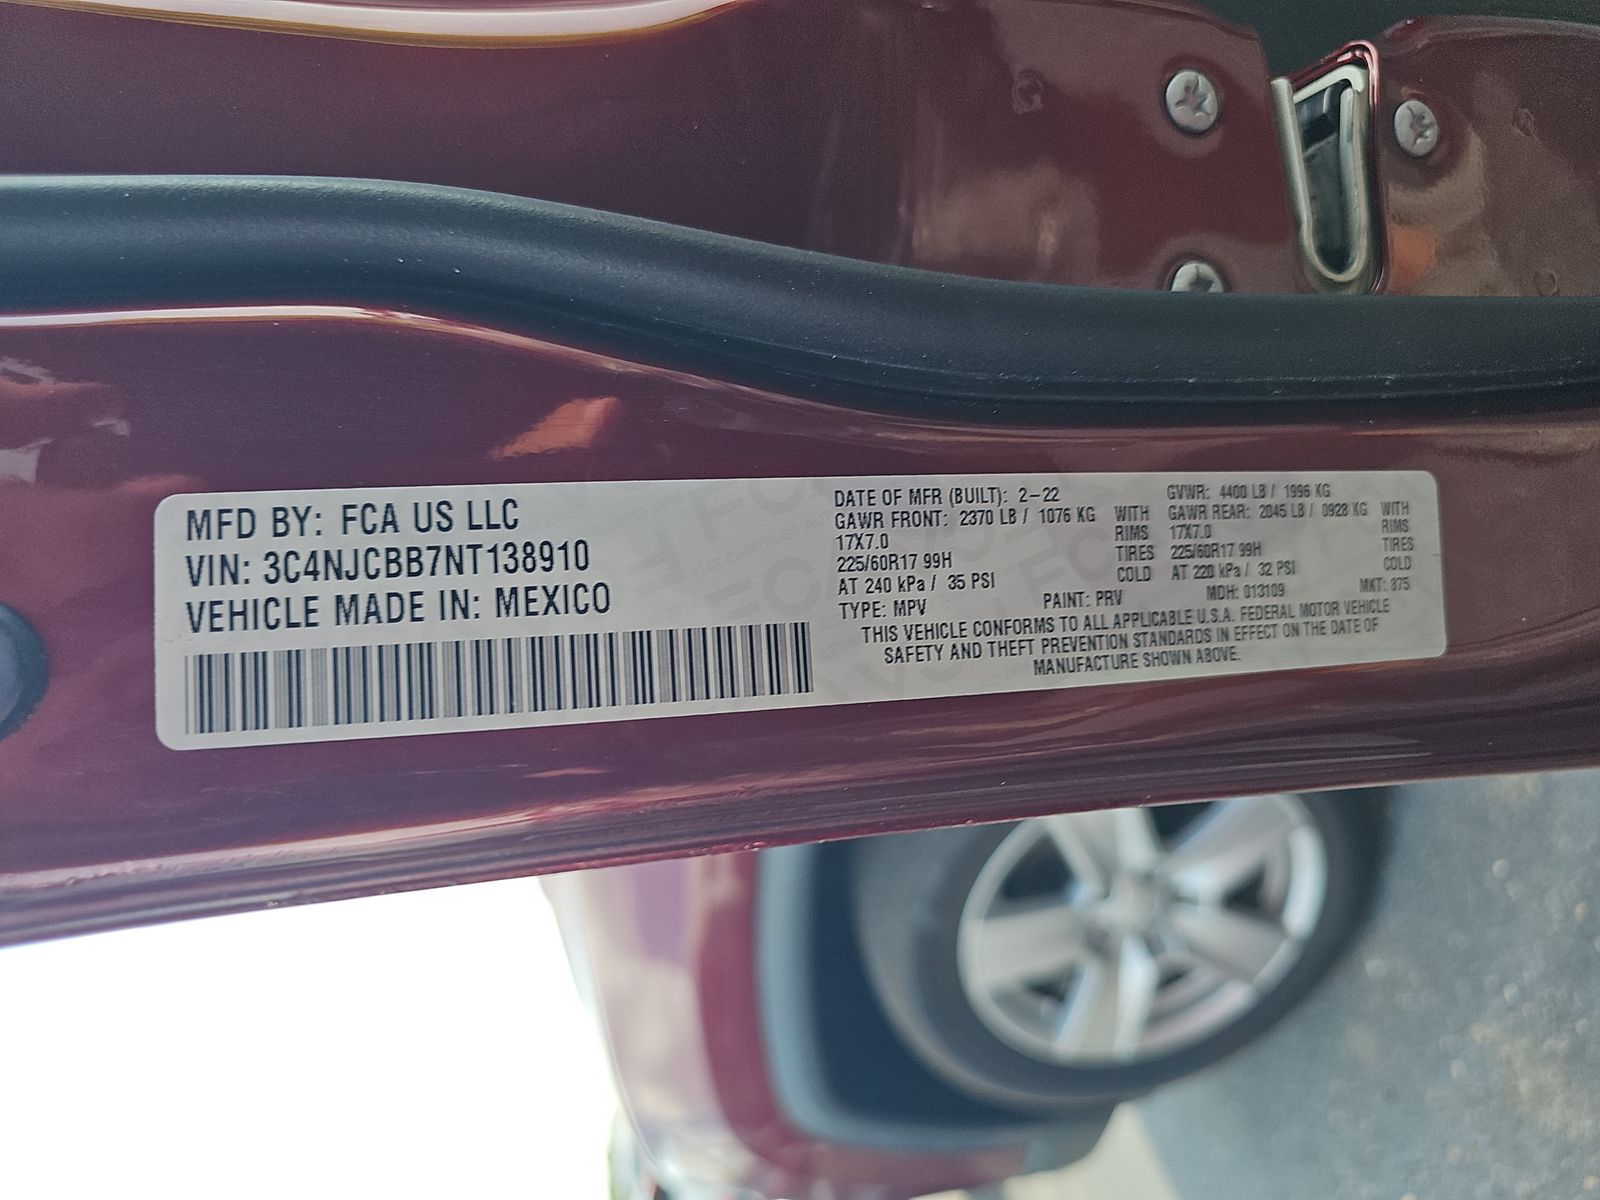 MFD BY: FCA US LLC
VIN: 3C4NJCBB7NT138910
VEHICLE MADE IN: MEXICO
DATE OF MFR (BUILT): 2-22
GAWR FRONT: 2370 LB / 1076 KG WITH
17X7.0 RIMS
225/60R17 99H TIRES
AT 240 kPa / 35 PSI COLD
GVWR: 4400 LB / 1996 KG
GAWR REAR: 2045 LB / 0928 KG WITH
17X7.0 RIMS
225/60R17 99H TIRES
AT 220 kPa / 32 PSI COLD
TYPE: MPV PAINT: PRV MDH: 013109 MKT: 875
THIS VEHICLE CONFORMS TO ALL APPLICABLE U.S.A. FEDERAL MOTOR VEHICLE
SAFETY AND THEFT PREVENTION STANDARDS IN EFFECT ON THE DATE OF
MANUFACTURE SHOWN ABOVE.